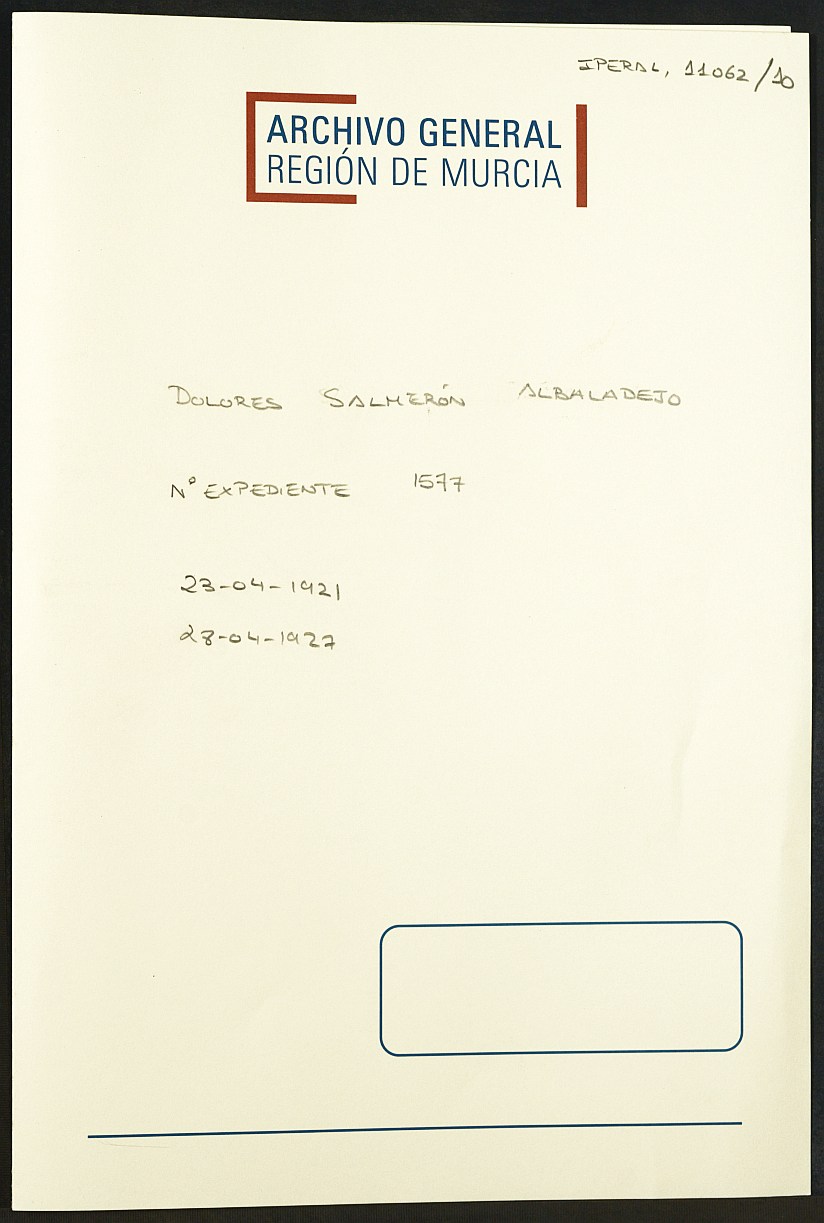 IPERAL, 11062/10
ARCHIVO GENERAL
REGIÓN DE MURCIA
DOLORES SALMERÓN ALBALADEJO
Nº EXPEDIENTE 1577
23-04-1921
28-04-1927